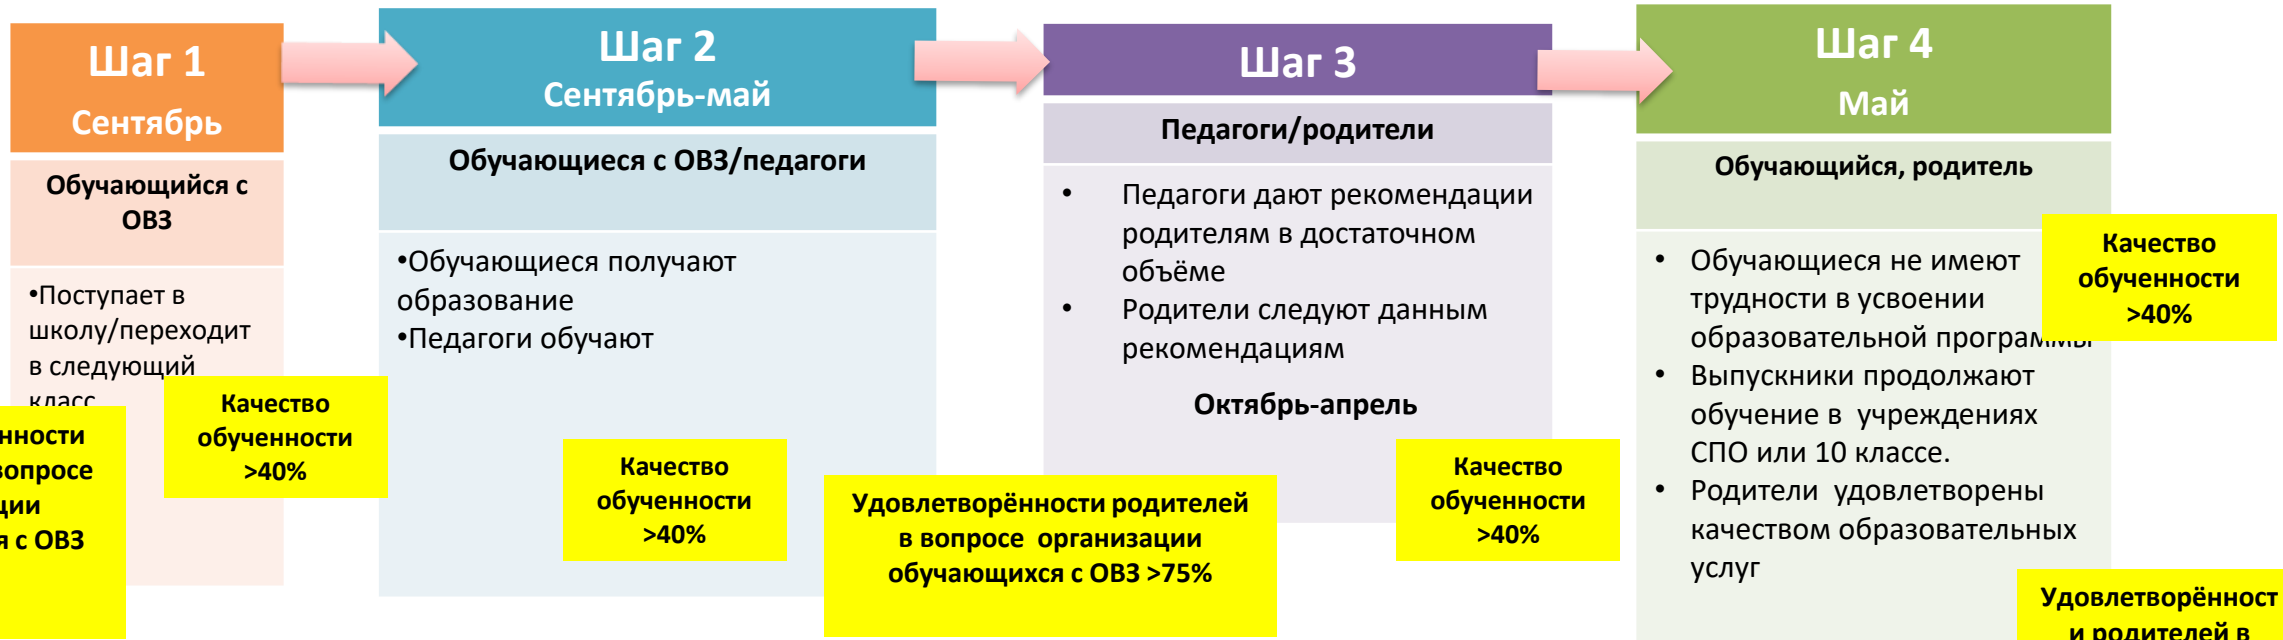 Шаг 1
Сентябрь
Обучающийся с
ОВЗ
•Поступает в
школу/переходит
в следующий
класс
нности
вопросе
ции
я с ОВЗ
Качество
обученности
>40%
Шаг 2
Сентябрь-май
Обучающиеся с ОВЗ/педагоги
•Обучающиеся получают
образование
•Педагоги обучают
Качество
обученности
>40%
Удовлетворённости родителей
в вопросе организации
обучающихся с ОВЗ >75%
Шаг 3
Педагоги/родители
• Педагоги дают рекомендации
родителям в достаточном
объёме
• Родители следуют данным
рекомендациям
Октябрь-апрель
Качество
обученности
>40%
Шаг 4
Май
Обучающийся, родитель
• Обучающиеся не имеют
трудности в усвоении
образовательной программы
• Выпускники продолжают
обучение в учреждениях
СПО или 10 классе.
• Родители удовлетворены
качеством образовательных
услуг
Качество
обученности
>40%
Удовлетворённост
и родителей в